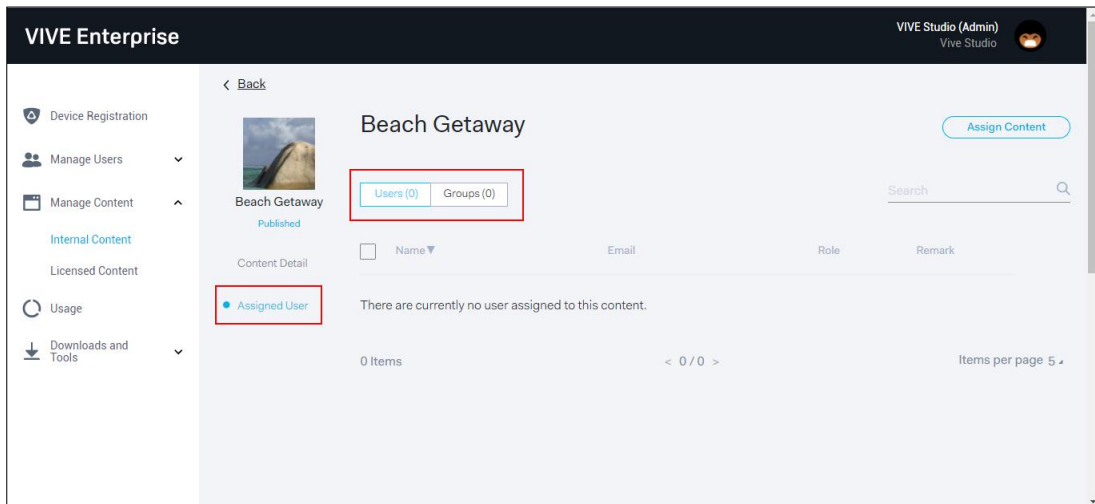 VIVE Enterprise
VIVE Studio (Admin)
Vive Studio
Device Registration
Manage Users
Manage Content
Internal Content
Licensed Content
Usage
Downloads and
Tools
< Back
Beach Getaway
Published
Content Detail
Assigned User
Beach Getaway
Assign Content
Users (0) Groups (0)
Search
Name▼ Email Role Remark
There are currently no user assigned to this content.
0 Items < 0 / 0 > Items per page 5